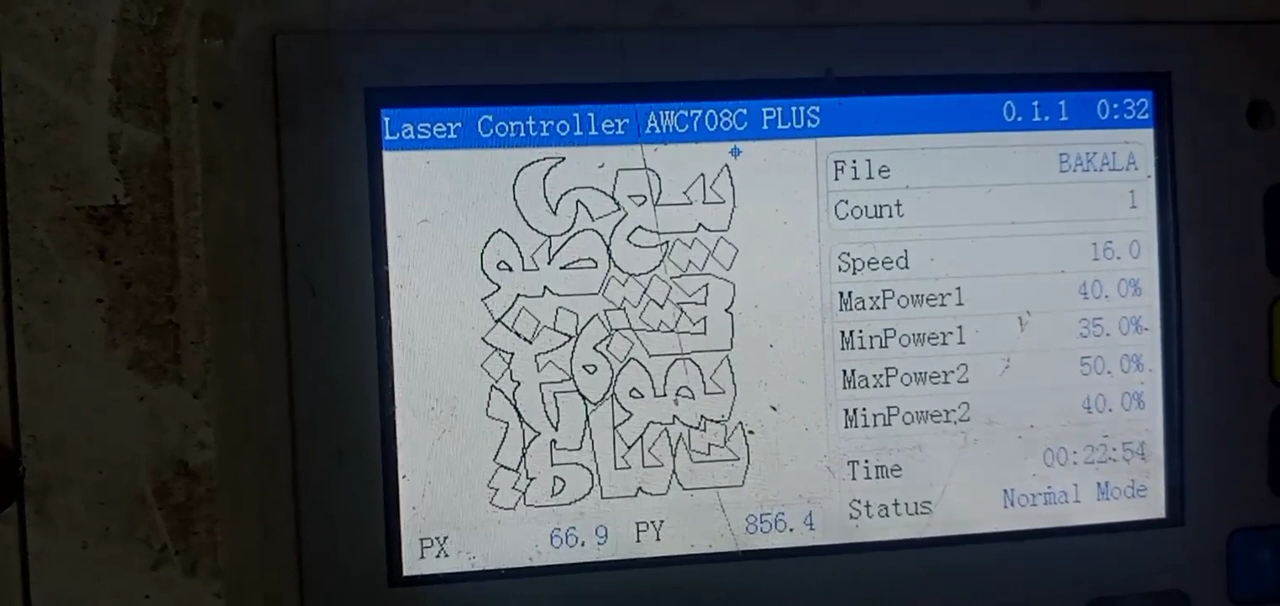 Laser Controller AWC708C PLUS 0.1.1 0:32
File BAKALA
Count 1
Speed 16.0
MaxPower1 40.0%
MinPower1 35.0%
MaxPower2 50.0%
MinPower2 40.0%
Time 00:22:54
Status Normal Mode
PX 66.9 PY 856.4